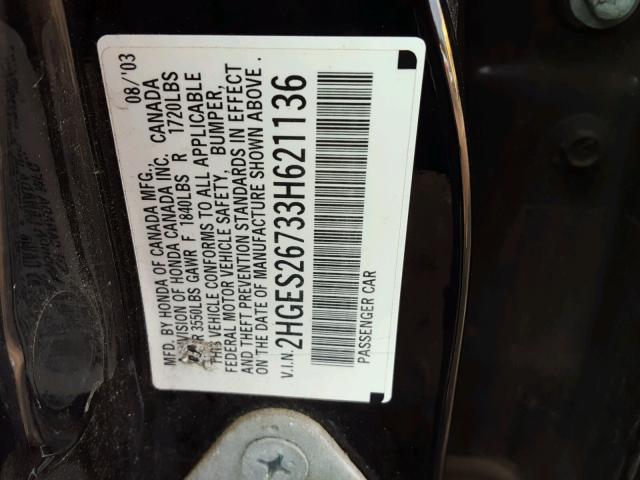 08/'03
MFD. BY HONDA OF CANADA MFG., CANADA
DIVISION OF HONDA CANADA INC.
R 3550LBS GAWR F 1840LBS R 1720LBS
THIS VEHICLE CONFORMS TO ALL APPLICABLE
FEDERAL MOTOR VEHICLE SAFETY, BUMPER,
AND THEFT PREVENTION STANDARDS IN EFFECT
ON THE DATE OF MANUFACTURE SHOWN ABOVE.
V.I.N. 2HGES26733H621136
PASSENGER CAR